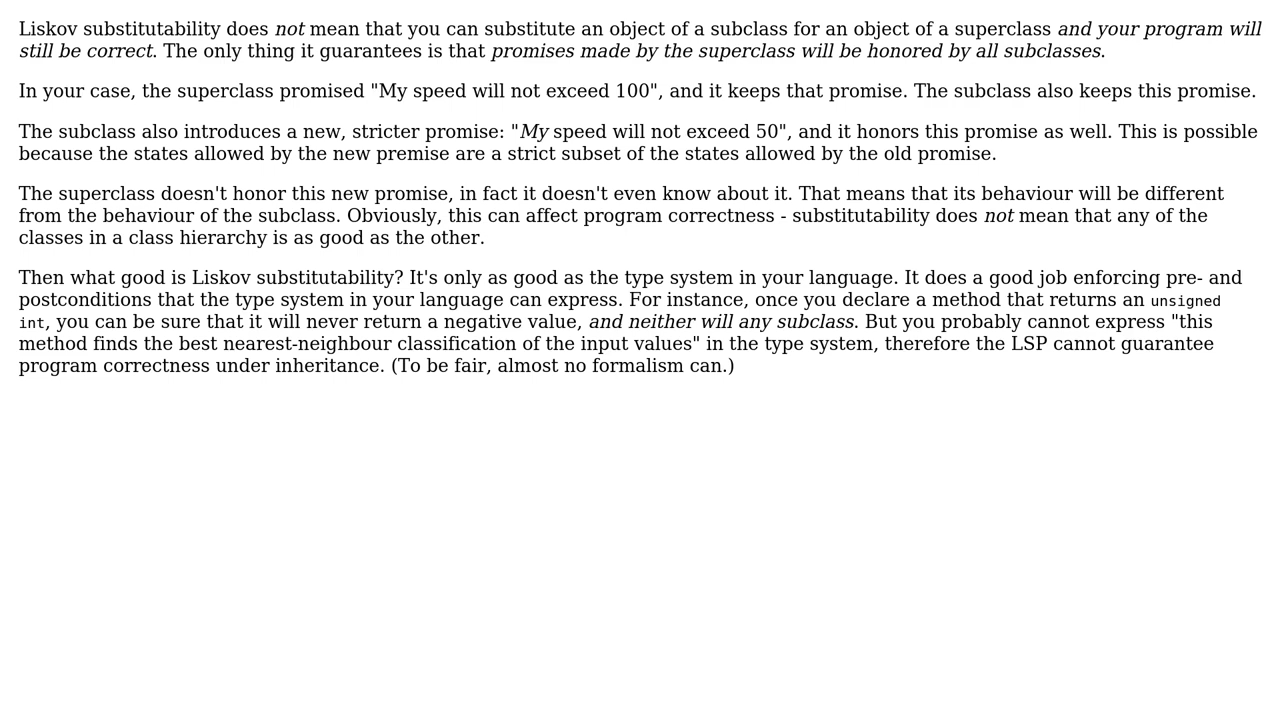 Liskov substitutability does not mean that you can substitute an object of a subclass for an object of a superclass and your program will
still be correct. The only thing it guarantees is that promises made by the superclass will be honored by all subclasses.
In your case, the superclass promised "My speed will not exceed 100", and it keeps that promise. The subclass also keeps this promise.
The subclass also introduces a new, stricter promise: "My speed will not exceed 50", and it honors this promise as well. This is possible
because the states allowed by the new premise are a strict subset of the states allowed by the old promise.
The superclass doesn't honor this new promise, in fact it doesn't even know about it. That means that its behaviour will be different
from the behaviour of the subclass. Obviously, this can affect program correctness - substitutability does not mean that any of the
classes in a class hierarchy is as good as the other.
Then what good is Liskov substitutability? It's only as good as the type system in your language. It does a good job enforcing pre- and
postconditions that the type system in your language can express. For instance, once you declare a method that returns an unsigned
int, you can be sure that it will never return a negative value, and neither will any subclass. But you probably cannot express "this
method finds the best nearest-neighbour classification of the input values" in the type system, therefore the LSP cannot guarantee
program correctness under inheritance. (To be fair, almost no formalism can.)